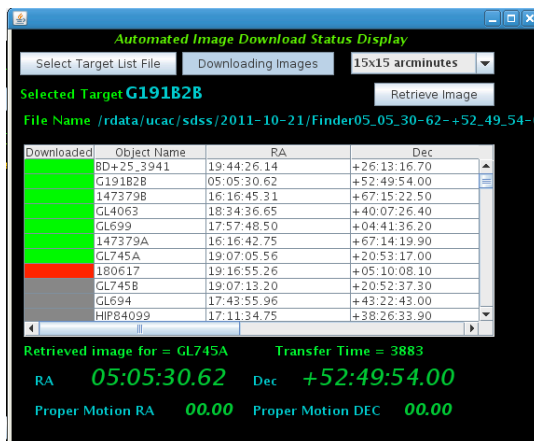 Automated Image Download Status Display
Select Target List File Downloading Images 15x15 arcminutes
Selected Target G191B2B Retrieve Image
File Name /rdata/ucac/sdss/2011-10-21/Finder05_05_30-62-+52_49_54-
Downloaded Object Name RA Dec
BD+25_3941 19:44:26.14 +26:13:16.70
G191B2B 05:05:30.62 +52:49:54.00
147379B 16:16:45.31 +67:15:22.50
GL4063 18:34:36.65 +40:07:26.40
GL699 17:57:48.50 +04:41:36.20
147379A 16:16:42.75 +67:14:19.90
GL745A 19:07:05.56 +20:53:17.00
180617 19:16:55.26 +05:10:08.10
GL745B 19:07:13.20 +20:52:37.30
GL694 17:43:55.96 +43:22:43.00
HIP84099 17:11:34.75 +38:26:33.90
Retrieved image for = GL745A Transfer Time = 3883
RA 05:05:30.62 Dec +52:49:54.00
Proper Motion RA 00.00 Proper Motion DEC 00.00